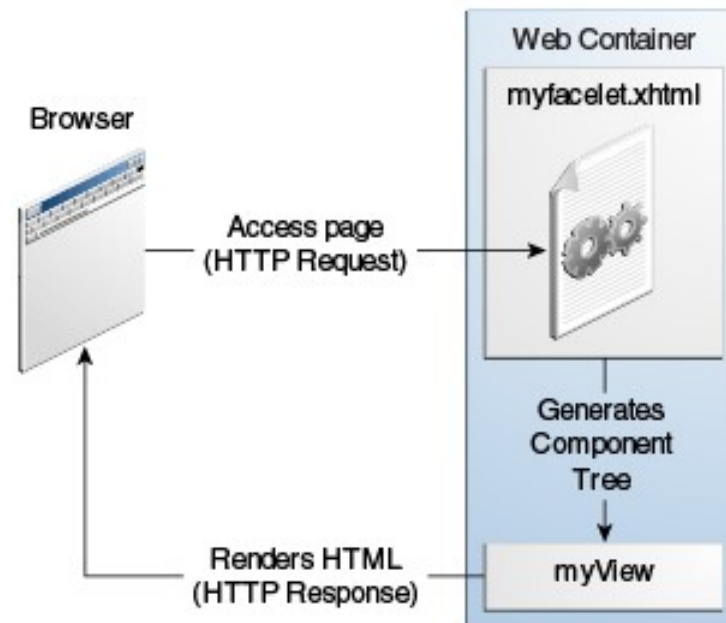 Web Container
myfacelet.xhtml
Browser
Access page
(HTTP Request)
Generates
Component
Tree
Renders HTML
(HTTP Response)
myView